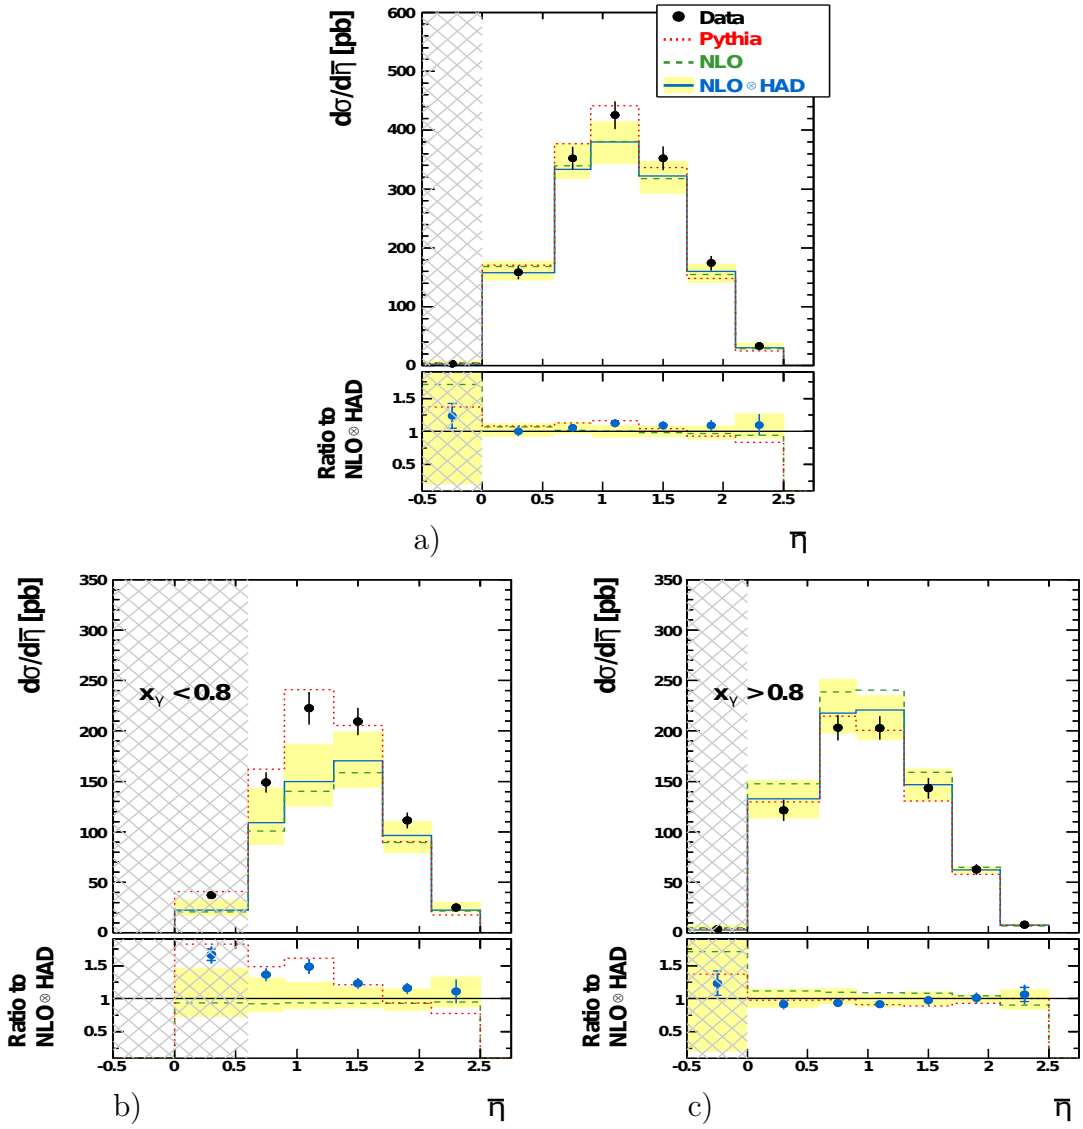 dσ/dη̅ [pb]
600
500
400
300
200
100
0
Data
Pythia
NLO
NLO⊗HAD
Ratio to
NLO⊗HAD
1.5
1
0.5
-0.5 0 0.5 1 1.5 2 2.5
a)
η̅
dσ/dη̅ [pb]
350
300
250
200
150
100
50
0
xγ <0.8
Ratio to
NLO⊗HAD
1.5
1
0.5
-0.5 0 0.5 1 1.5 2 2.5
b)
η̅
dσ/dη̅ [pb]
350
300
250
200
150
100
50
0
xγ >0.8
Ratio to
NLO⊗HAD
1.5
1
0.5
-0.5 0 0.5 1 1.5 2 2.5
c)
η̅